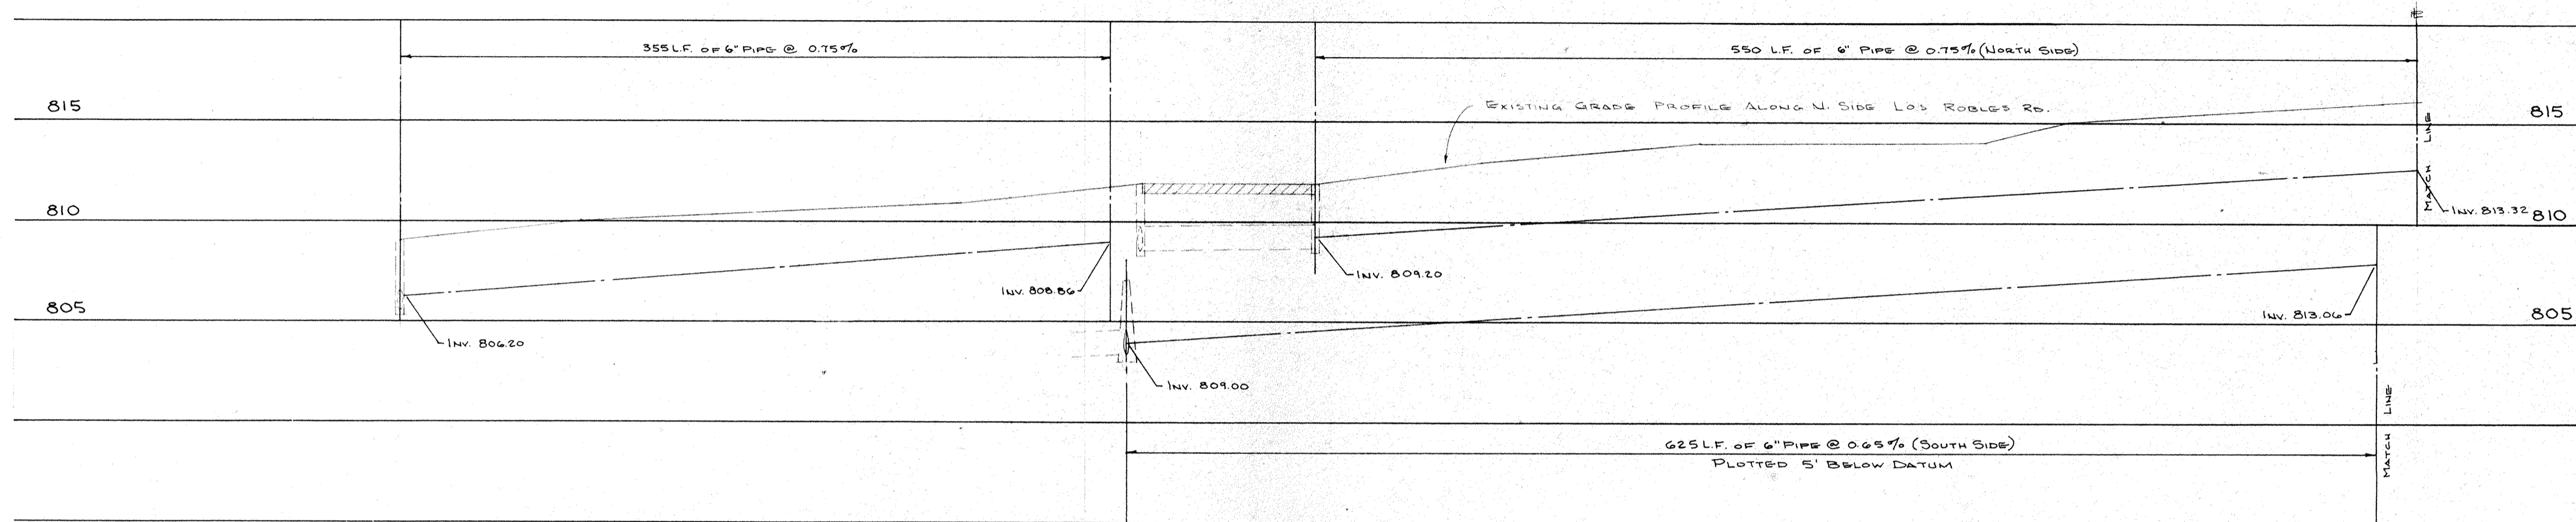 355 L.F. OF 6" PIPE @ 0.75%
550 L.F. OF 6" PIPE @ 0.75% (NORTH SIDE)
EXISTING GRADE PROFILE ALONG N. SIDE LOS ROBLES RD.
815
815
MATCH LINE
810
INV. 813.32
810
INV. 809.20
INV. 808.86
805
INV. 813.06
805
INV. 806.20
INV. 809.00
MATCH LINE
625 L.F. OF 6" PIPE @ 0.65% (SOUTH SIDE)
PLOTTED 5' BELOW DATUM